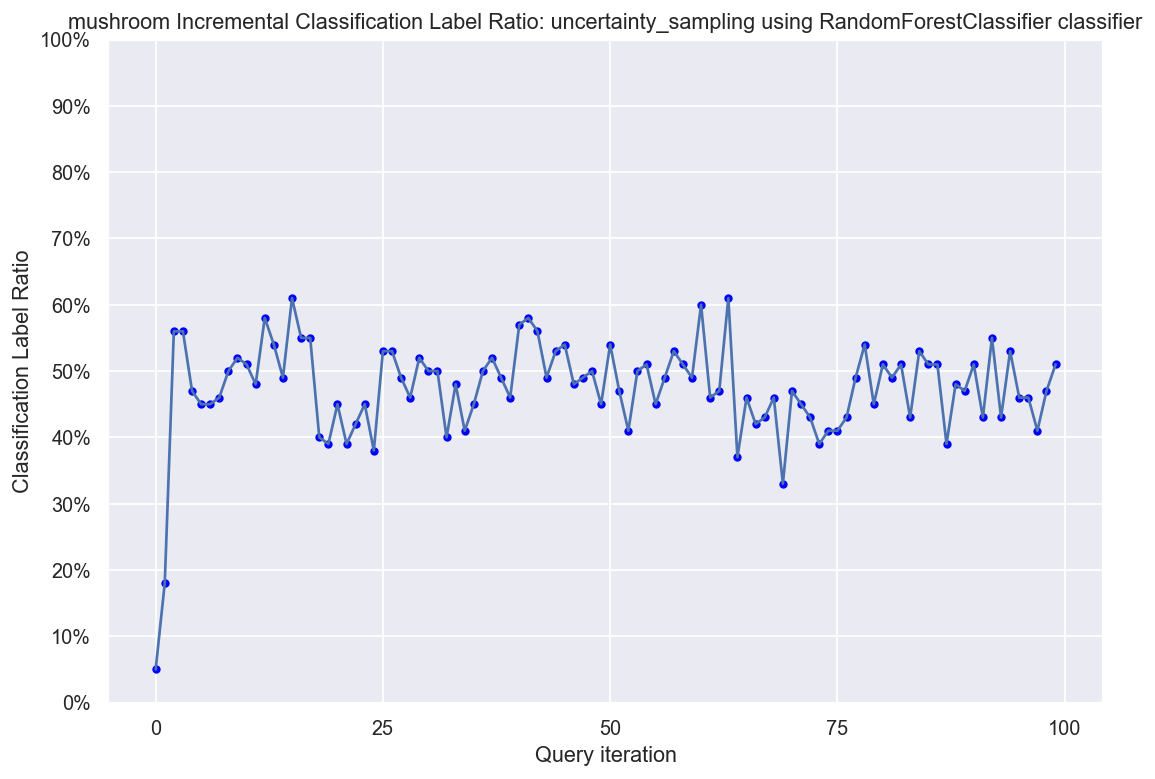 mushroom Incremental Classification Label Ratio: uncertainty_sampling using RandomForestClassifier classifier
100%
90%
80%
70%
60%
50%
40%
30%
20%
10%
0%
Classification Label Ratio
0 25 50 75 100
Query iteration